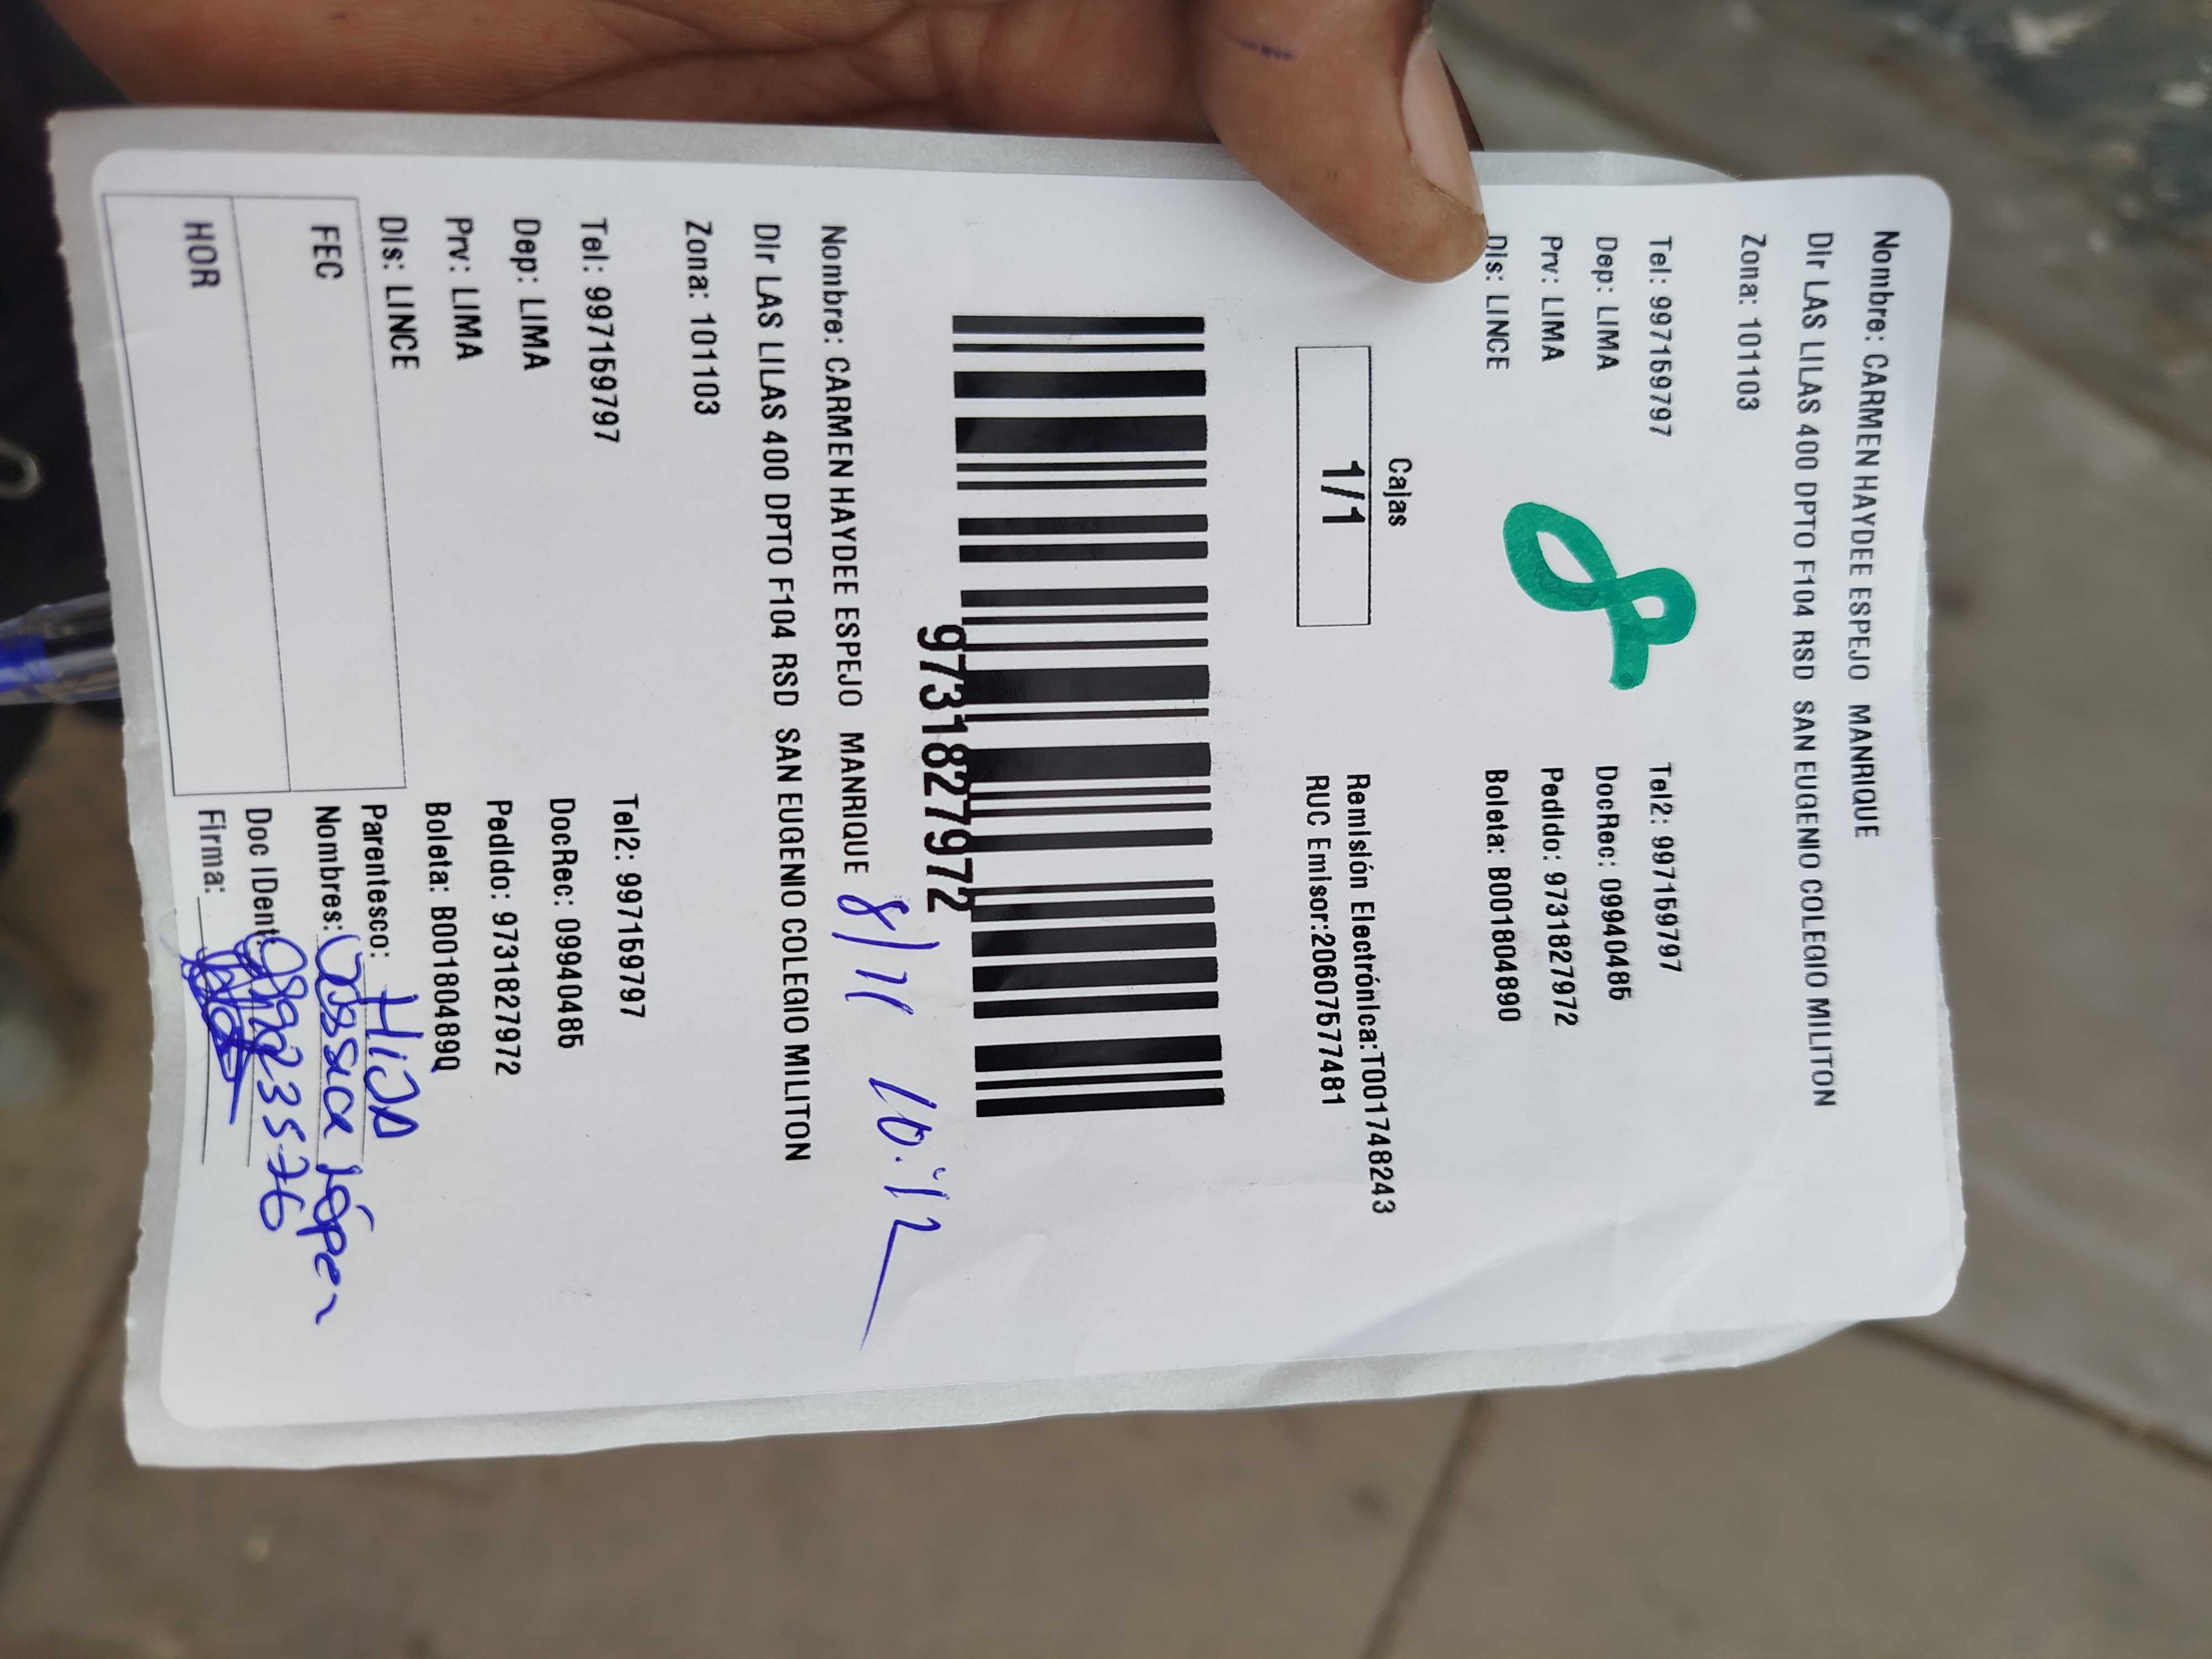 Nombre: CARMEN HAYDEE ESPEJO MANRIQUE
Dir LAS LILAS 400 DPTO F104 RSD SAN EUGENIO COLEGIO MILITON
Zona: 101103
Tel: 997159797 Tel2: 997159797
Dep: LIMA DocRec: 09940485
Prv: LIMA Pedido: 9731827972
Dis: LINCE Boleta: B001804890
Cajas
1/1
Remisión Electrónica:T001748243
RUC Emisor:20607577481
9731827972
8/11 10:12
Nombre: CARMEN HAYDEE ESPEJO MANRIQUE
Dir LAS LILAS 400 DPTO F104 RSD SAN EUGENIO COLEGIO MILITON
Zona: 101103
Tel: 997159797 Tel2: 997159797
Dep: LIMA DocRec: 09940485
Prv: LIMA Pedido: 9731827972
Dis: LINCE Boleta: B001804890
FEC
HOR
Parentesco: HIJA
Nombres: López
Doc IDent:
Firma: